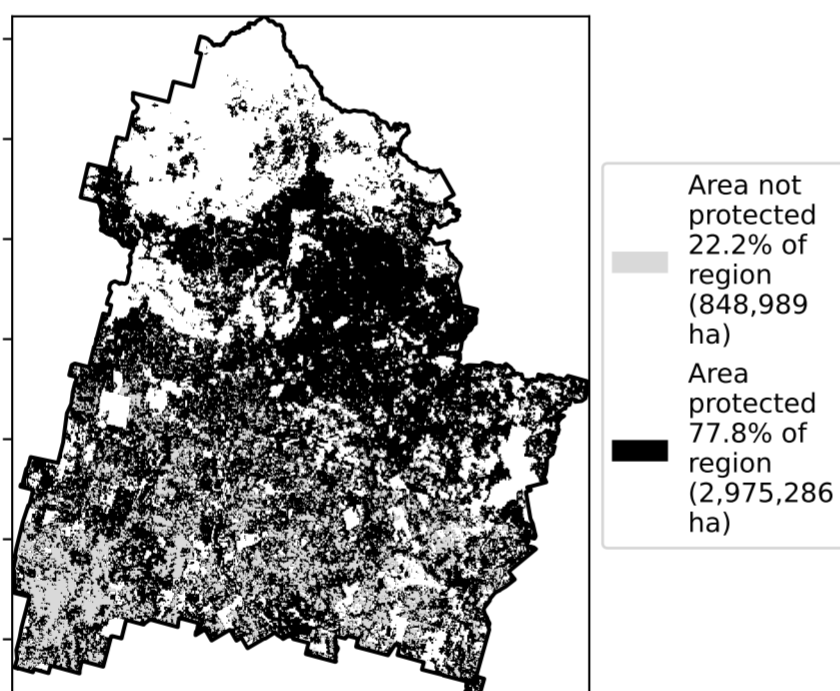 Area not
protected
22.2% of
region
(848,989
ha)
Area
protected
77.8% of
region
(2,975,286
ha)